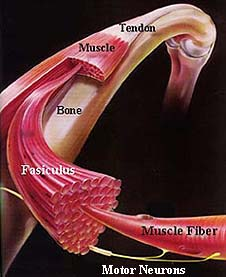 Tendon
Muscle
Bone
Fasiculus
Muscle Fiber
Motor Neurons